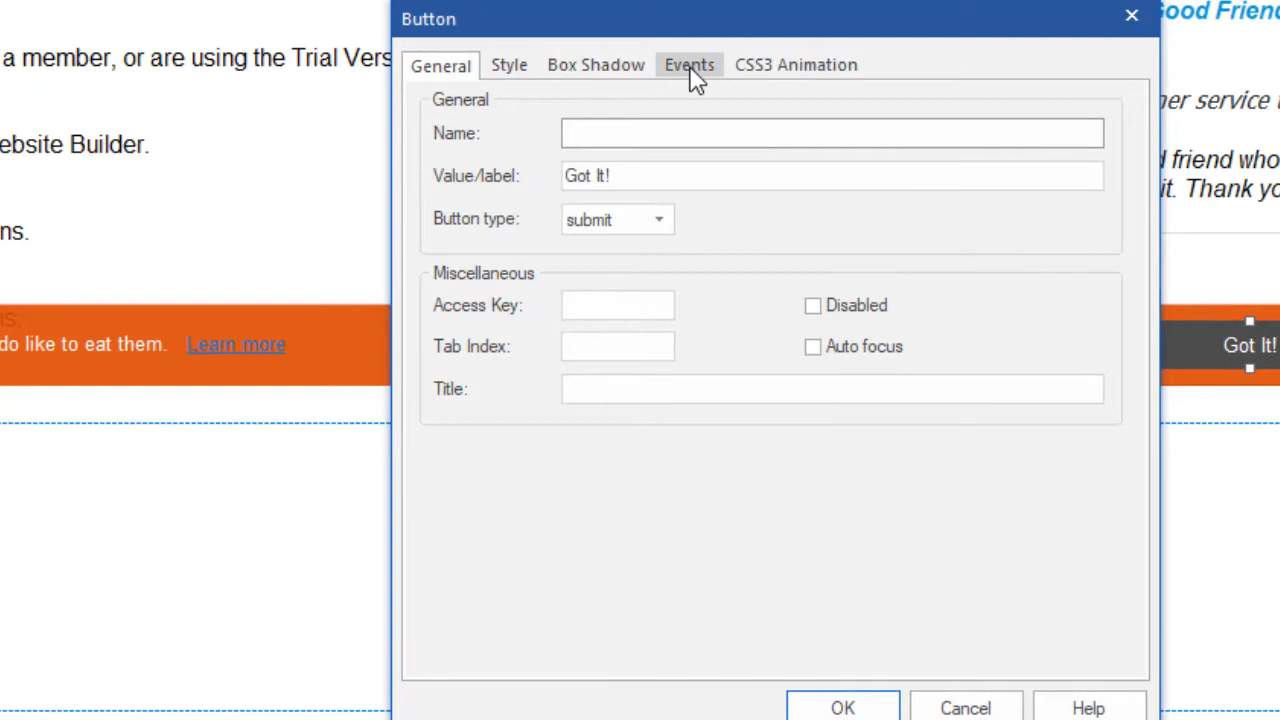 Button
Good Friend
a member, or are using the Trial Vers
General Style Box Shadow Events CSS3 Animation
General
Name:
ner service
ebsite Builder.
Value/label: Got It!
d friend who
it. Thank yo
Button type: submit
ns.
Miscellaneous
Access Key:
Disabled
ns.
do like to eat them. Learn more
Tab Index:
Auto focus
Got It!
Title:
OK Cancel Help